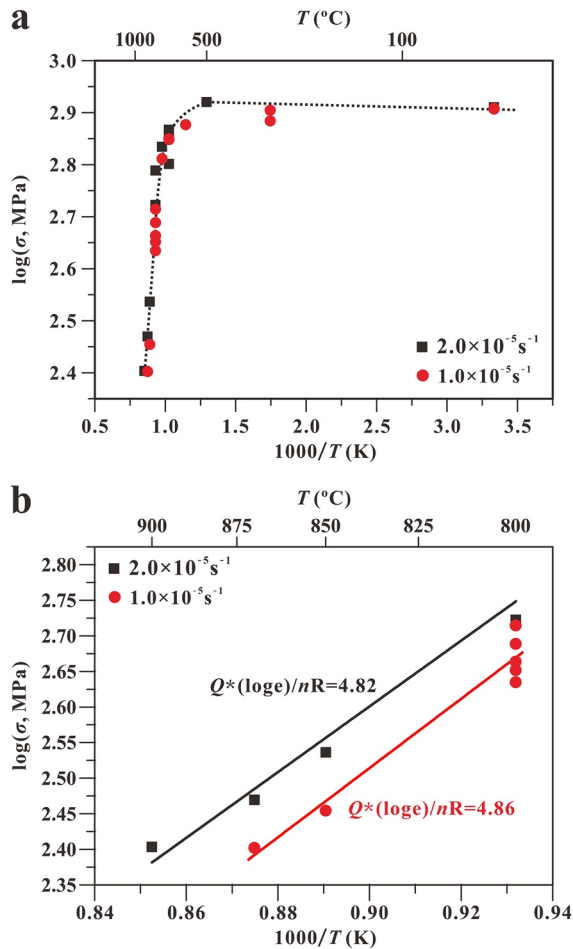 a
T (°C)
1000 500 100
3.0
2.9
2.8
2.7
2.6
2.5
2.4
log(σ, MPa)
2.0×10⁻⁵s⁻¹
1.0×10⁻⁵s⁻¹
0.5 1.0 1.5 2.0 2.5 3.0 3.5
1000/T (K)
b
T (°C)
900 875 850 825 800
2.80
2.75
2.70
2.65
2.60
2.55
2.50
2.45
2.40
2.35
log(σ, MPa)
2.0×10⁻⁵s⁻¹
1.0×10⁻⁵s⁻¹
Q*(loge)/nR=4.82
Q*(loge)/nR=4.86
0.84 0.86 0.88 0.90 0.92 0.94
1000/T (K)